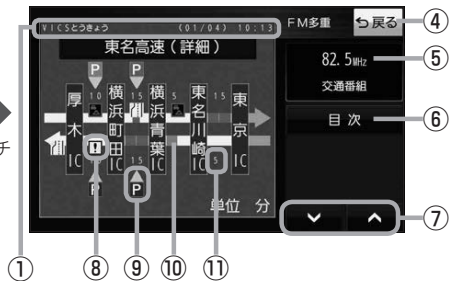 VICSとうきょう (01/04) 10:13
FM多重
戻る
④
東名高速(詳細)
82.5MHz
⑤
交通番組
P P
目次
⑥
厚木IC 10 横浜町田IC 15 横浜青葉IC 5 東名川崎IC 15 東京IC
15 5
P P
単位 分
⑦
チ
① ⑧ ⑨ ⑩ ⑪